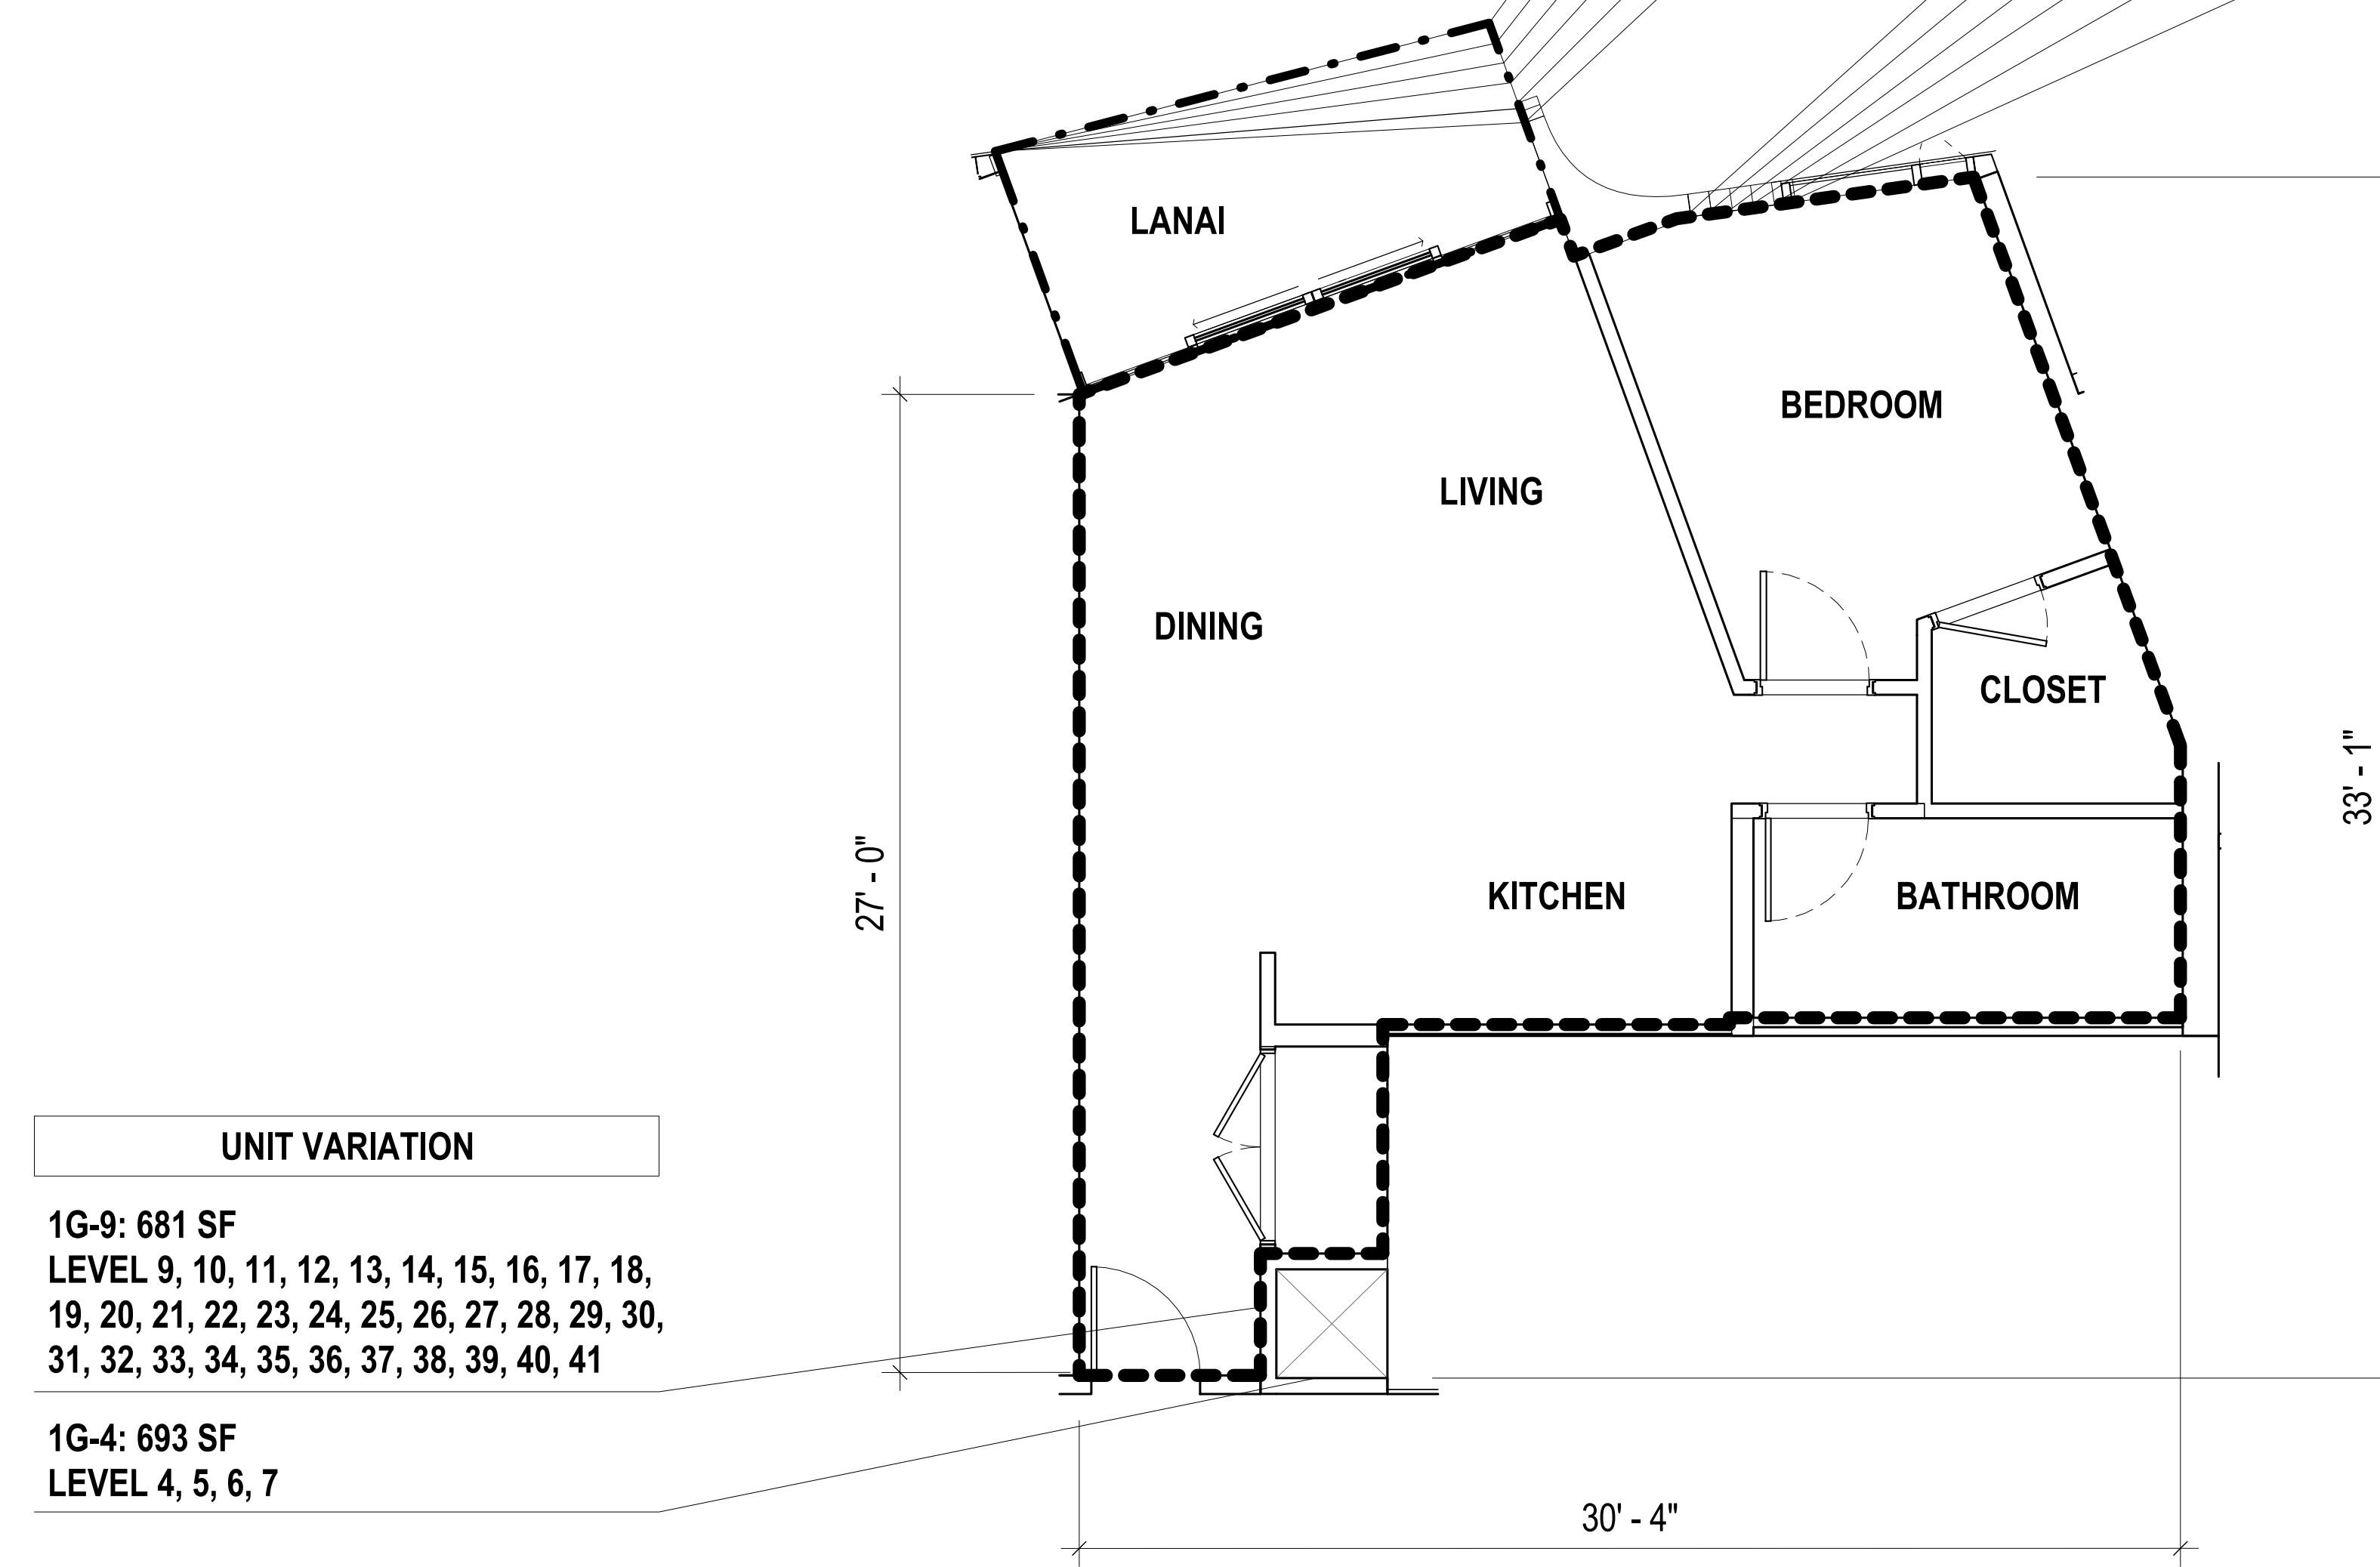 LANAI
BEDROOM
LIVING
DINING
CLOSET
33' - 1"
27' - 0"
KITCHEN
BATHROOM
UNIT VARIATION
1G-9: 681 SF
LEVEL 9, 10, 11, 12, 13, 14, 15, 16, 17, 18,
19, 20, 21, 22, 23, 24, 25, 26, 27, 28, 29, 30,
31, 32, 33, 34, 35, 36, 37, 38, 39, 40, 41
1G-4: 693 SF
LEVEL 4, 5, 6, 7
30' - 4"